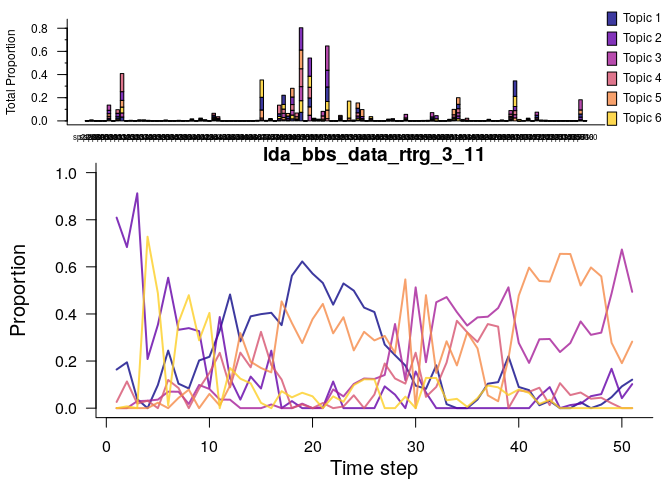 Total Proportion
0.8
0.6
0.4
0.2
0.0
Topic 1
Topic 2
Topic 3
Topic 4
Topic 5
Topic 6
lda_bbs_data_rtrg_3_11
Proportion
1.0
0.8
0.6
0.4
0.2
0.0
0 10 20 30 40 50
Time step